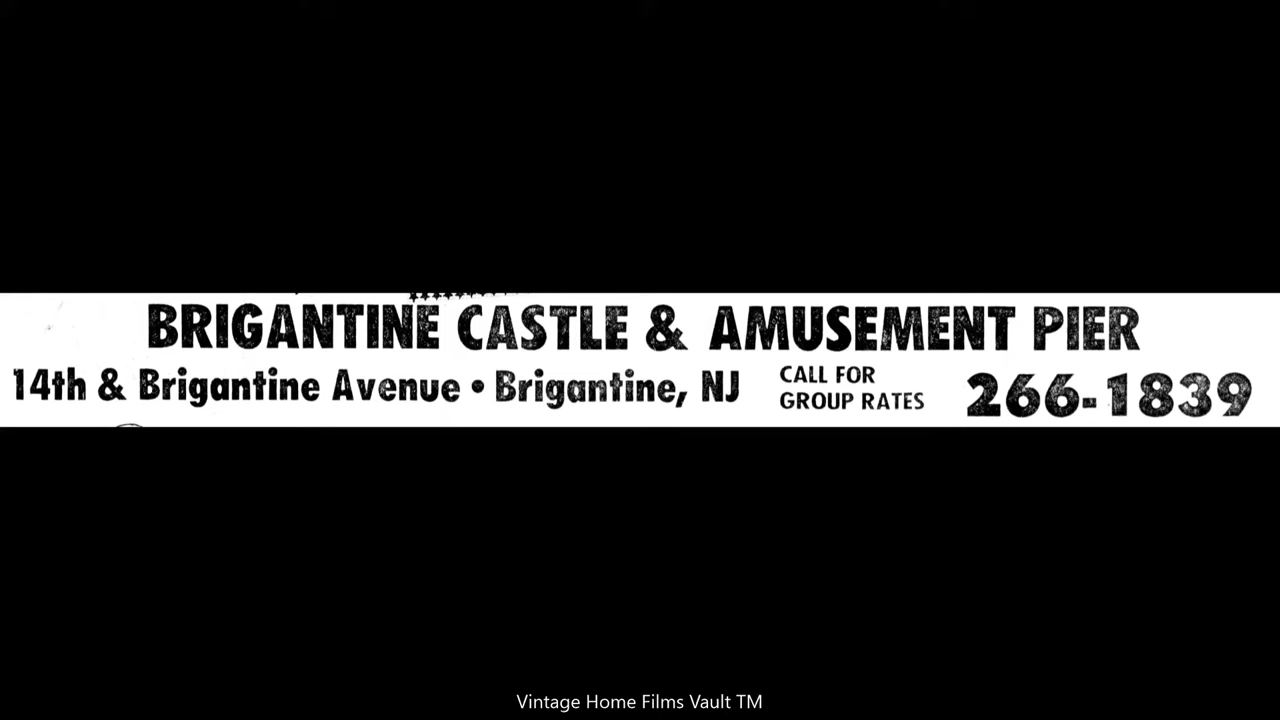 BRIGANTINE CASTLE & AMUSEMENT PIER
14th & Brigantine Avenue • Brigantine, NJ CALL FOR GROUP RATES 266-1839
Vintage Home Films Vault TM